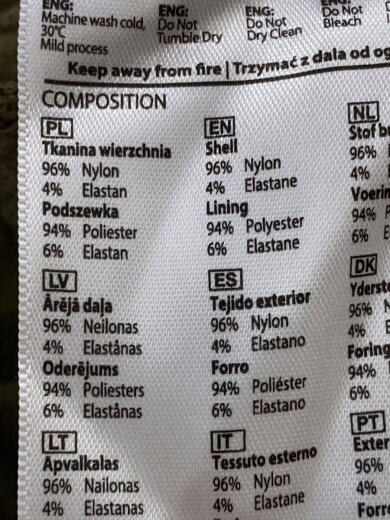 ENG:
Machine wash cold,
30°C
Mild process
ENG:
Do Not
Tumble Dry
ENG:
Do Not
Dry Clean
ENG:
Do Not
Bleach
Keep away from fire | Trzymać z dala od
COMPOSITION
PL
Tkanina wierzchnia
96% Nylon
4% Elastan
Podszewka
94% Poliester
6% Elastan
LV
Ārējā daļa
96% Neilonas
4% Elastånas
Oderējums
94% Poliesters
6% Elastånas
LT
Apvalkalas
96% Nailonas
4% Elastanas
EN
Shell
96% Nylon
4% Elastane
Lining
94% Polyester
6% Elastane
ES
Tejido exterior
96% Nylon
4% Elastano
Forro
94% Poliéster
6% Elastano
IT
Tessuto esterno
96% Nylon
4% Elastane
NL
Stof
96%
4%
94%
6%
DK
96%
4%
94%
6%
PT
96%
4%